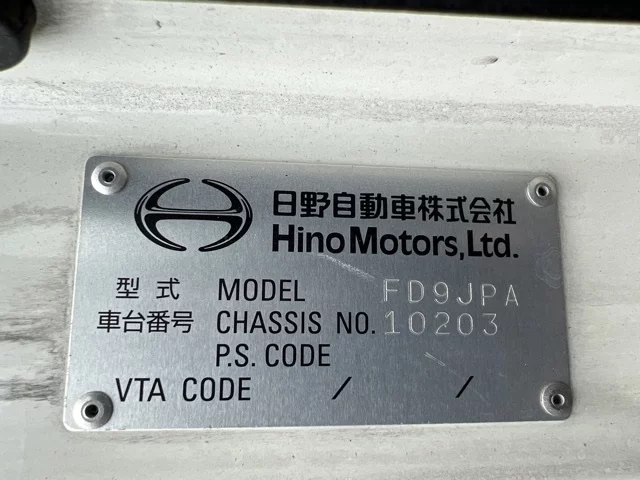 日野自動車株式会社
Hino Motors, Ltd.
型式 MODEL FD9JPA
車台番号 CHASSIS NO. 10203
P.S. CODE
VTA CODE / /